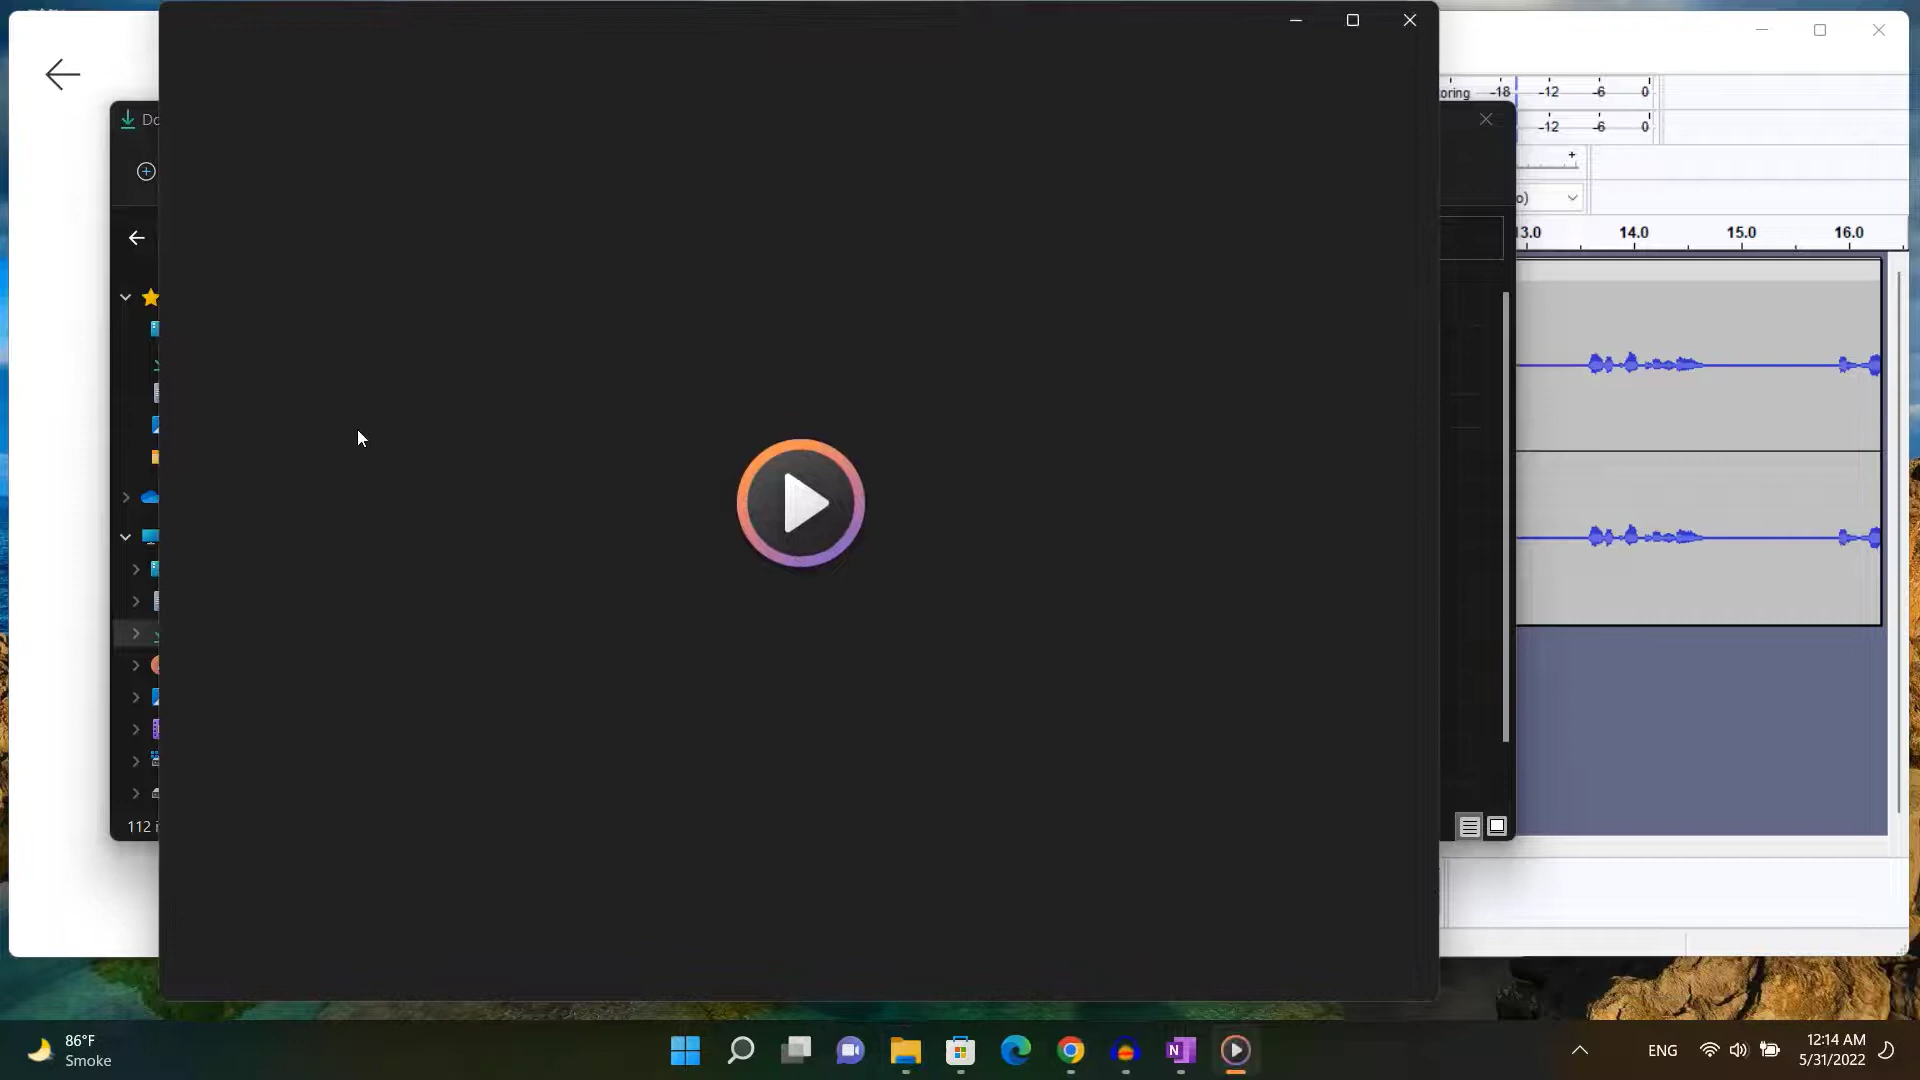 oring -18 -12 -6 0
-12 -6 0
o)
13.0 14.0 15.0 16.0
112 i
86°F
Smoke
ENG
12:14 AM
5/31/2022